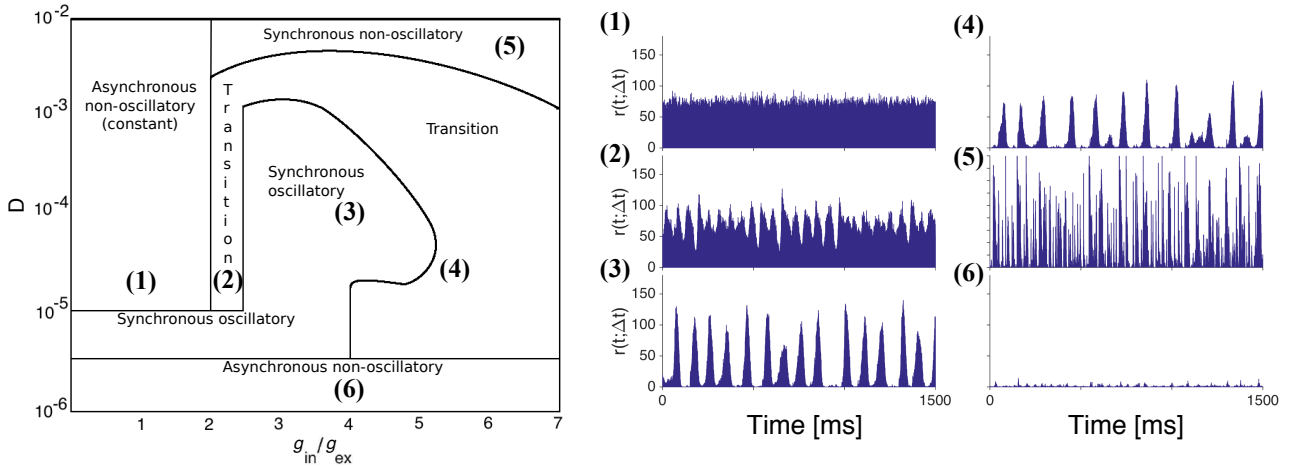 10-2
10-3
10-4
10-5
10-6
D
Synchronous non-oscillatory
(5)
Asynchronous
non-oscillatory
(constant)
Transition
Transition
Synchronous
oscillatory
(3)
(4)
(1)
(2)
Synchronous oscillatory
Asynchronous non-oscillatory
(6)
1 2 3 4 5 6 7
gin/gex
(1)
150
100
50
0
r(t;Δt)
(2)
150
100
50
0
r(t;Δt)
(3)
150
100
50
0
r(t;Δt)
0 1500
Time [ms]
(4)
(5)
(6)
0 1500
Time [ms]